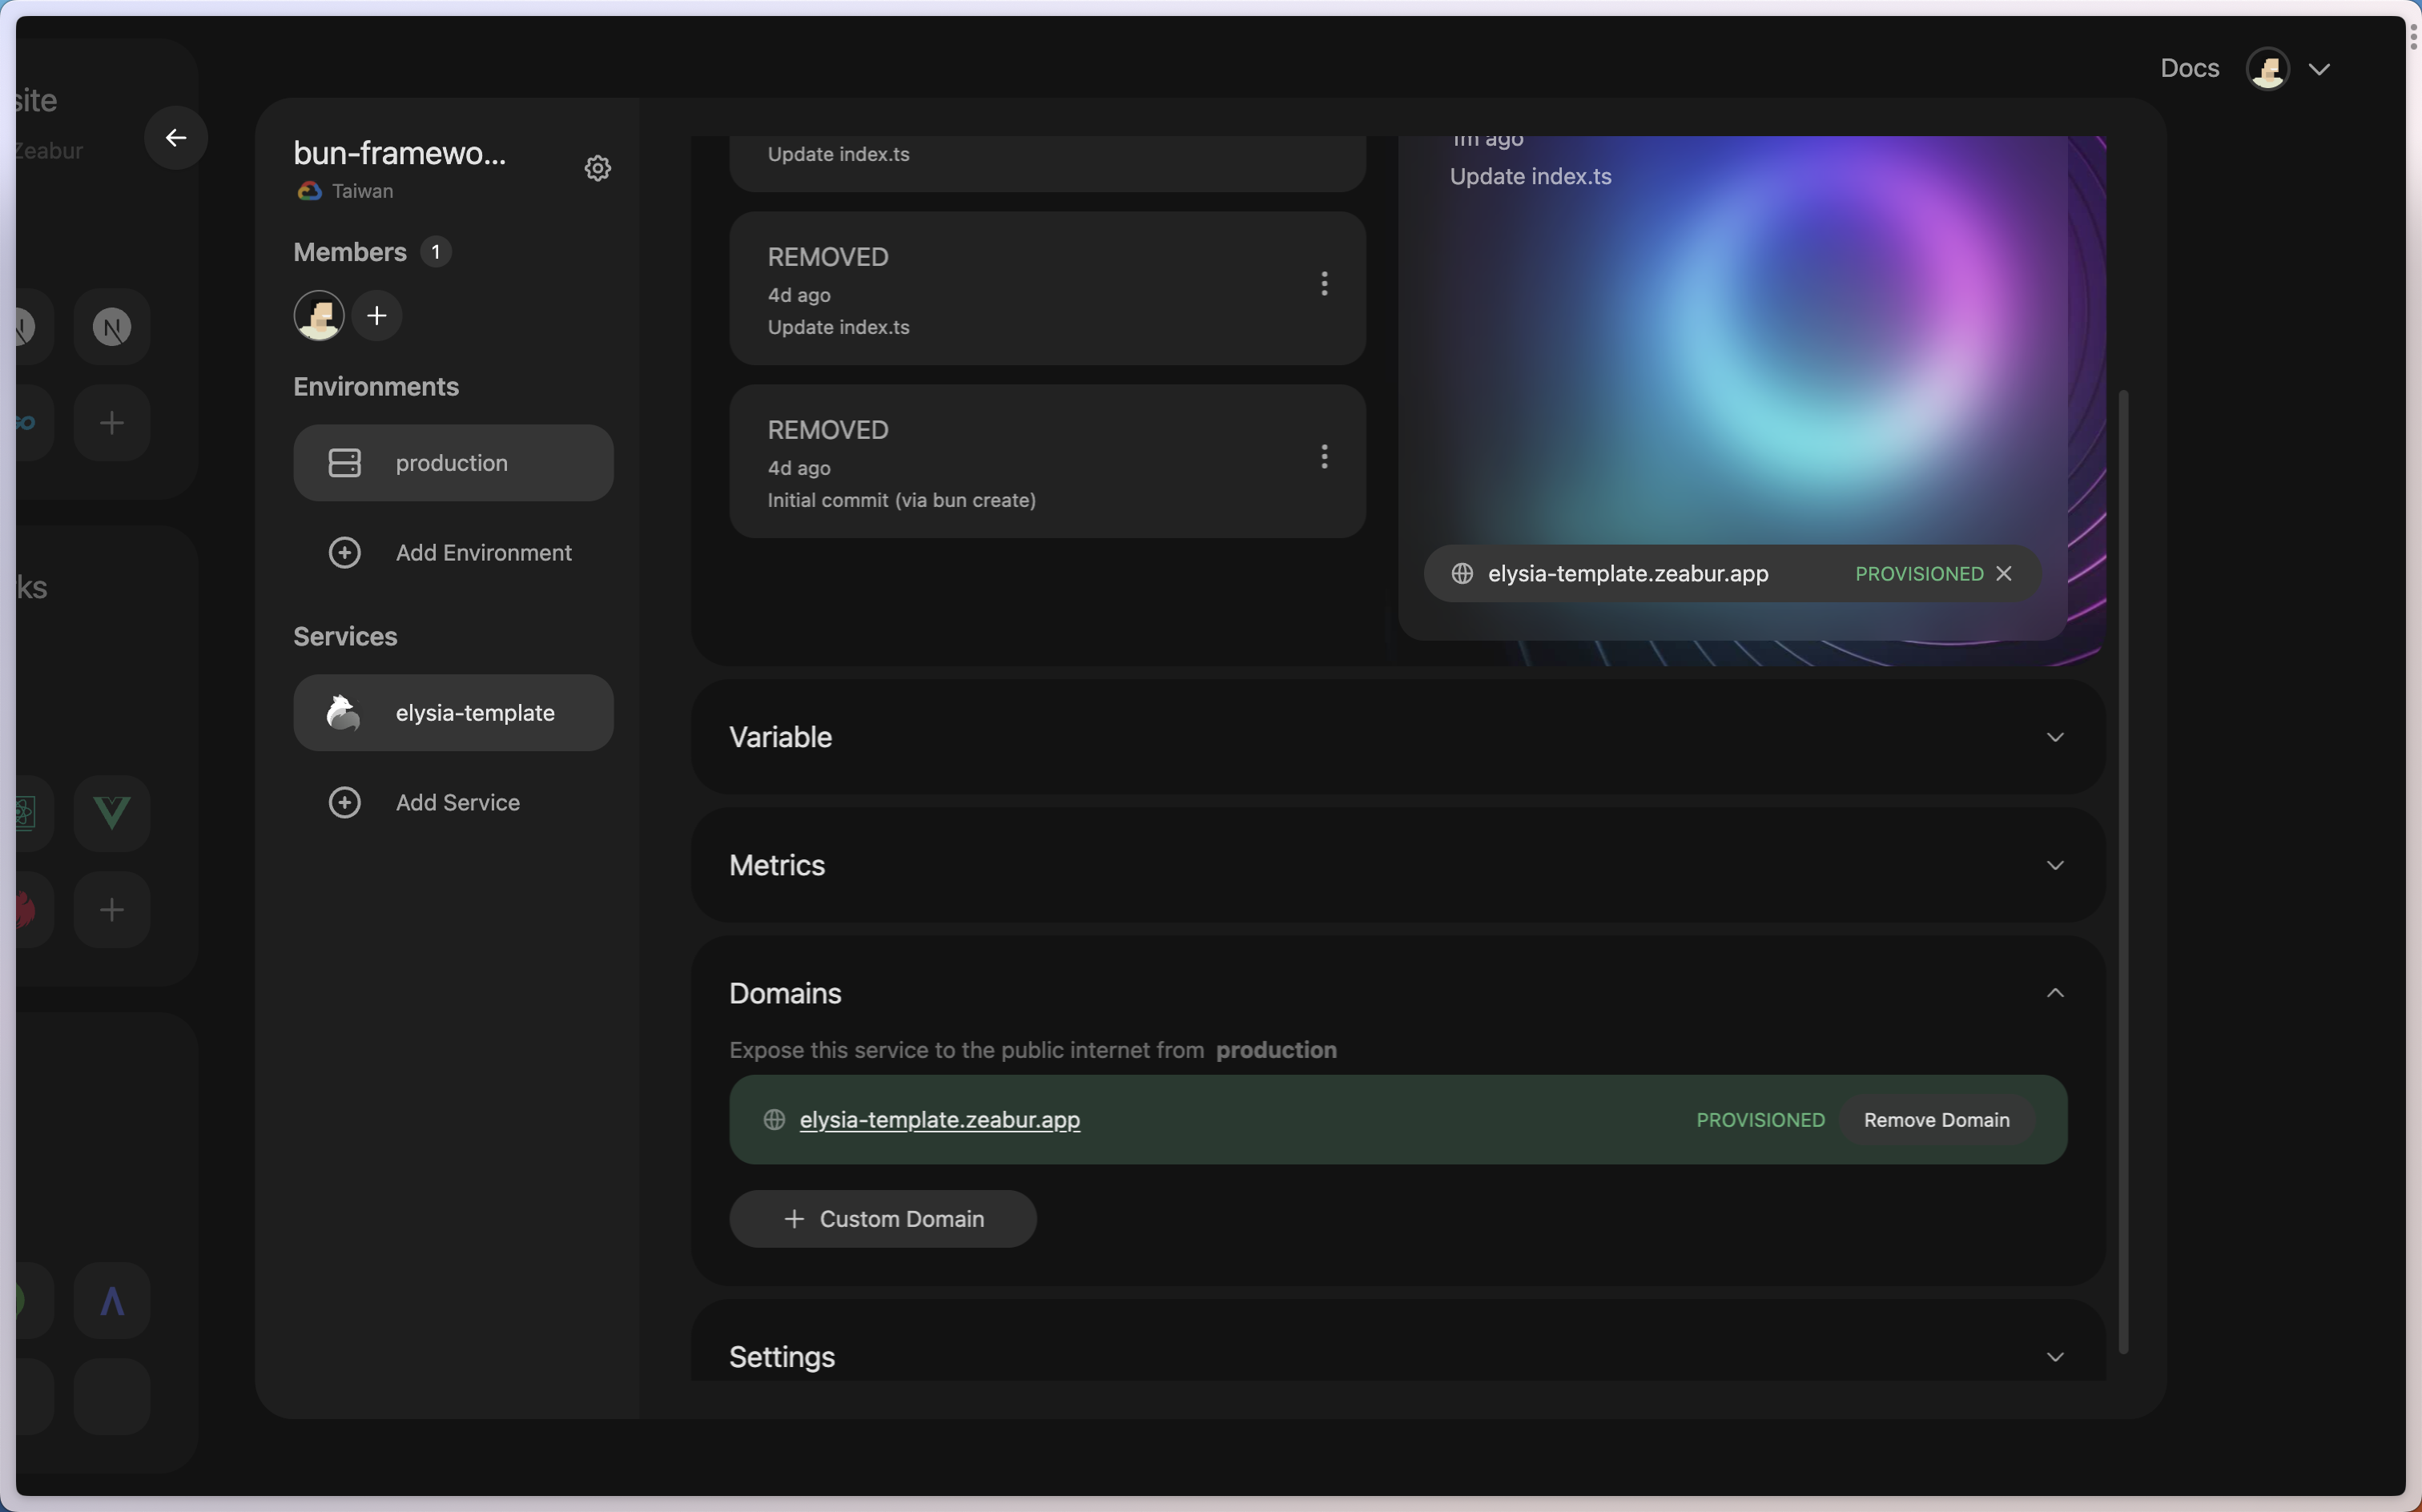 site
Zeabur
ks
Docs
bun-framewo...
Taiwan
Members 1
Environments
production
Add Environment
Services
elysia-template
Add Service
Update index.ts
REMOVED
4d ago
Update index.ts
REMOVED
4d ago
Initial commit (via bun create)
1m ago
Update index.ts
elysia-template.zeabur.app PROVISIONED
Variable
Metrics
Domains
Expose this service to the public internet from production
elysia-template.zeabur.app PROVISIONED Remove Domain
Custom Domain
Settings